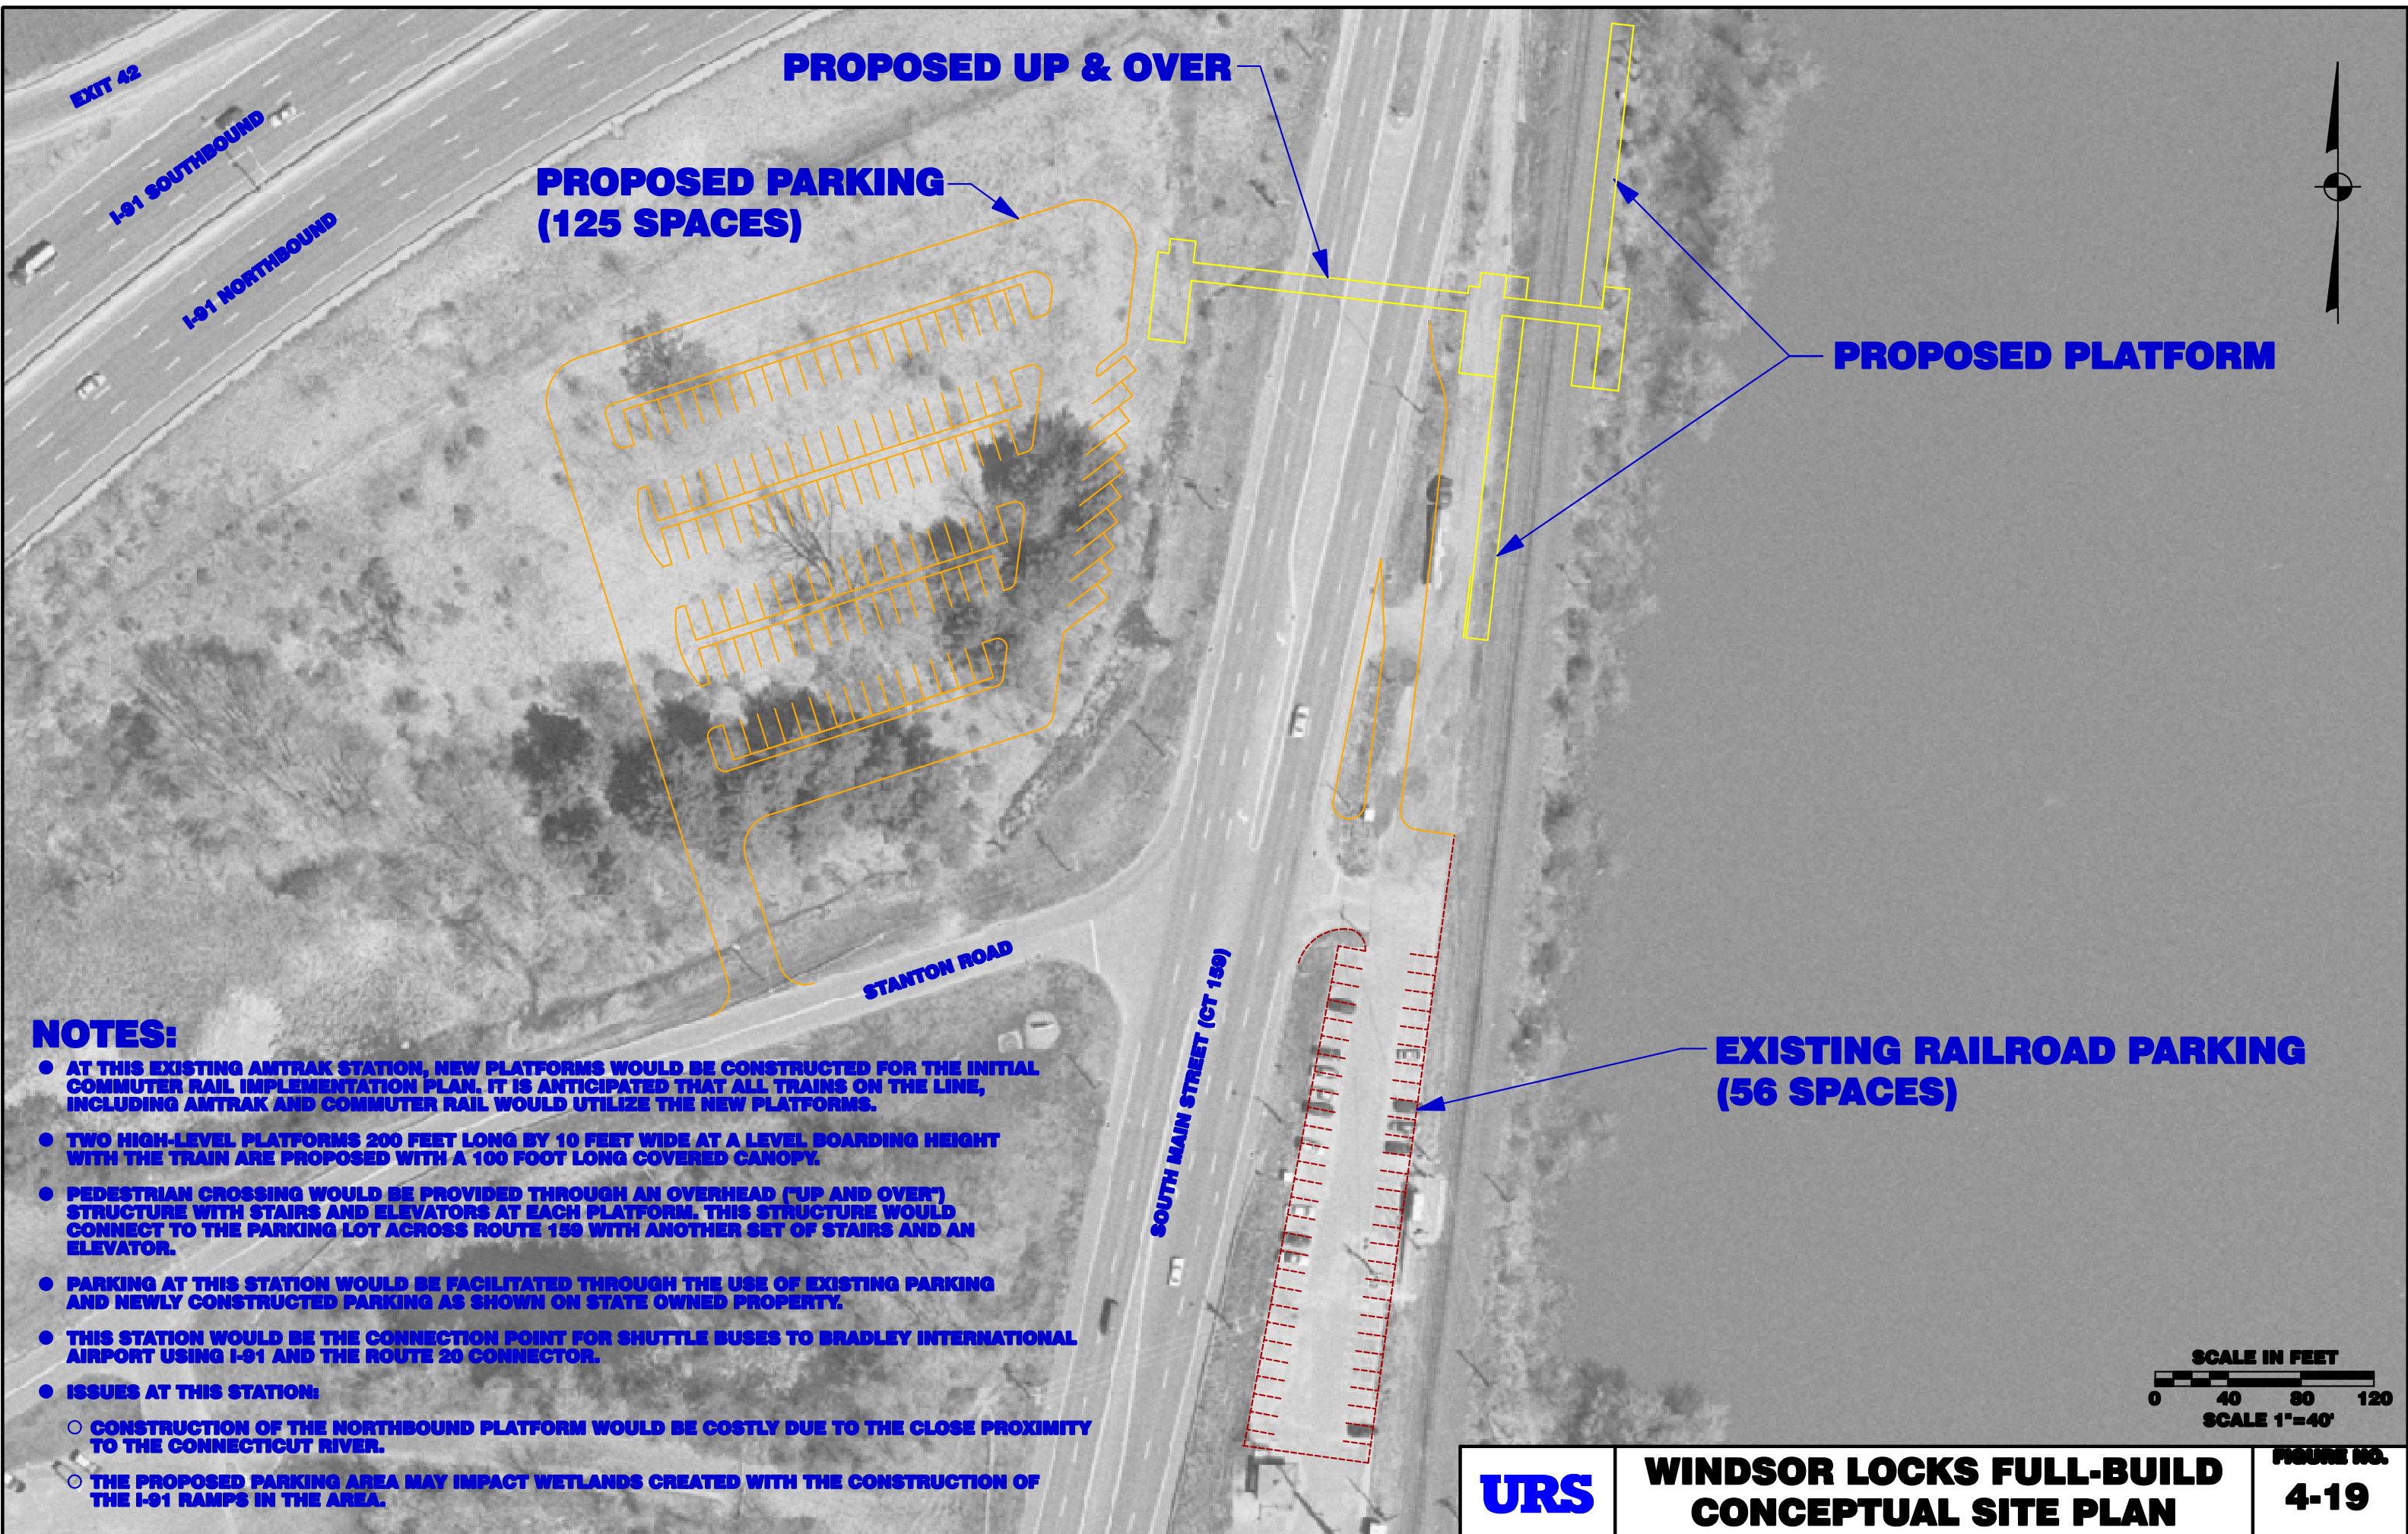 EXIT 42
I-91 SOUTHBOUND
I-91 NORTHBOUND
PROPOSED UP & OVER
PROPOSED PARKING
(125 SPACES)
PROPOSED PLATFORM
STANTON ROAD
SOUTH MAIN STREET (CT 159)
EXISTING RAILROAD PARKING
(56 SPACES)
NOTES:
● AT THIS EXISTING AMTRAK STATION, NEW PLATFORMS WOULD BE CONSTRUCTED FOR THE INITIAL
COMMUTER RAIL IMPLEMENTATION PLAN. IT IS ANTICIPATED THAT ALL TRAINS ON THE LINE,
INCLUDING AMTRAK AND COMMUTER RAIL WOULD UTILIZE THE NEW PLATFORMS.
● TWO HIGH-LEVEL PLATFORMS 200 FEET LONG BY 10 FEET WIDE AT A LEVEL BOARDING HEIGHT
WITH THE TRAIN ARE PROPOSED WITH A 100 FOOT LONG COVERED CANOPY.
● PEDESTRIAN CROSSING WOULD BE PROVIDED THROUGH AN OVERHEAD ("UP AND OVER")
STRUCTURE WITH STAIRS AND ELEVATORS AT EACH PLATFORM. THIS STRUCTURE WOULD
CONNECT TO THE PARKING LOT ACROSS ROUTE 159 WITH ANOTHER SET OF STAIRS AND AN
ELEVATOR.
● PARKING AT THIS STATION WOULD BE FACILITATED THROUGH THE USE OF EXISTING PARKING
AND NEWLY CONSTRUCTED PARKING AS SHOWN ON STATE OWNED PROPERTY.
● THIS STATION WOULD BE THE CONNECTION POINT FOR SHUTTLE BUSES TO BRADLEY INTERNATIONAL
AIRPORT USING I-91 AND THE ROUTE 20 CONNECTOR.
● ISSUES AT THIS STATION:
○ CONSTRUCTION OF THE NORTHBOUND PLATFORM WOULD BE COSTLY DUE TO THE CLOSE PROXIMITY
TO THE CONNECTICUT RIVER.
○ THE PROPOSED PARKING AREA MAY IMPACT WETLANDS CREATED WITH THE CONSTRUCTION OF
THE I-91 RAMPS IN THE AREA.
SCALE IN FEET
0 40 80 120
SCALE 1"=40'
URS
WINDSOR LOCKS FULL-BUILD
CONCEPTUAL SITE PLAN
FIGURE NO.
4-19